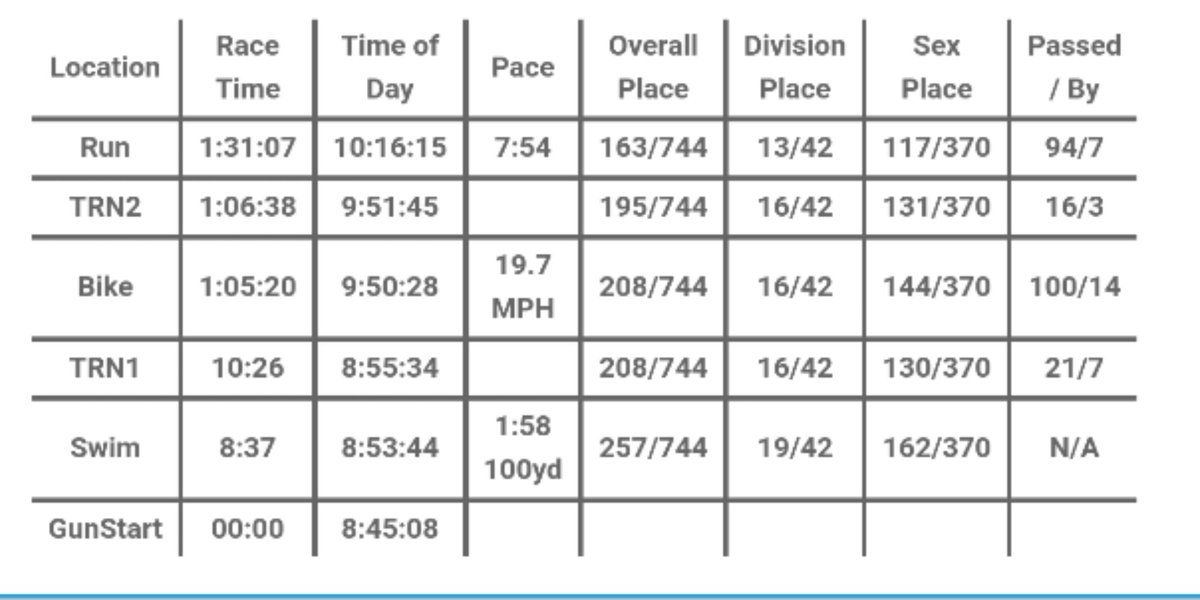 Location Race Time Time of Day Pace Overall Place Division Place Sex Place Passed / By
Run 1:31:07 10:16:15 7:54 163/744 13/42 117/370 94/7
TRN2 1:06:38 9:51:45 195/744 16/42 131/370 16/3
Bike 1:05:20 9:50:28 19.7 MPH 208/744 16/42 144/370 100/14
TRN1 10:26 8:55:34 208/744 16/42 130/370 21/7
Swim 8:37 8:53:44 1:58 100yd 257/744 19/42 162/370 N/A
GunStart 00:00 8:45:08